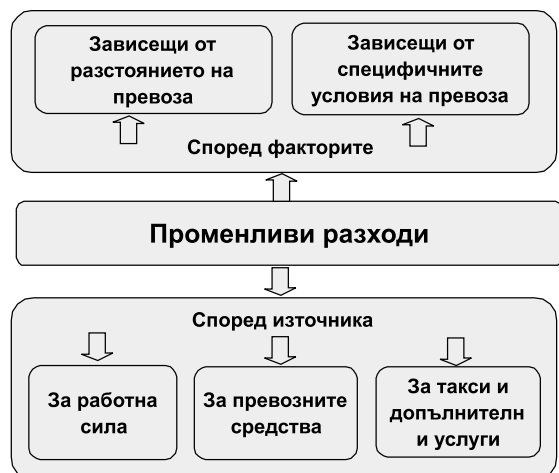 Зависещи от
разстоянието на
превоза
Зависещи от
специфичните
условия на превоза
Според факторите
Променливи разходи
Според източника
За работна
сила
За превозните
средства
За такси и
допълнителн
и услуги